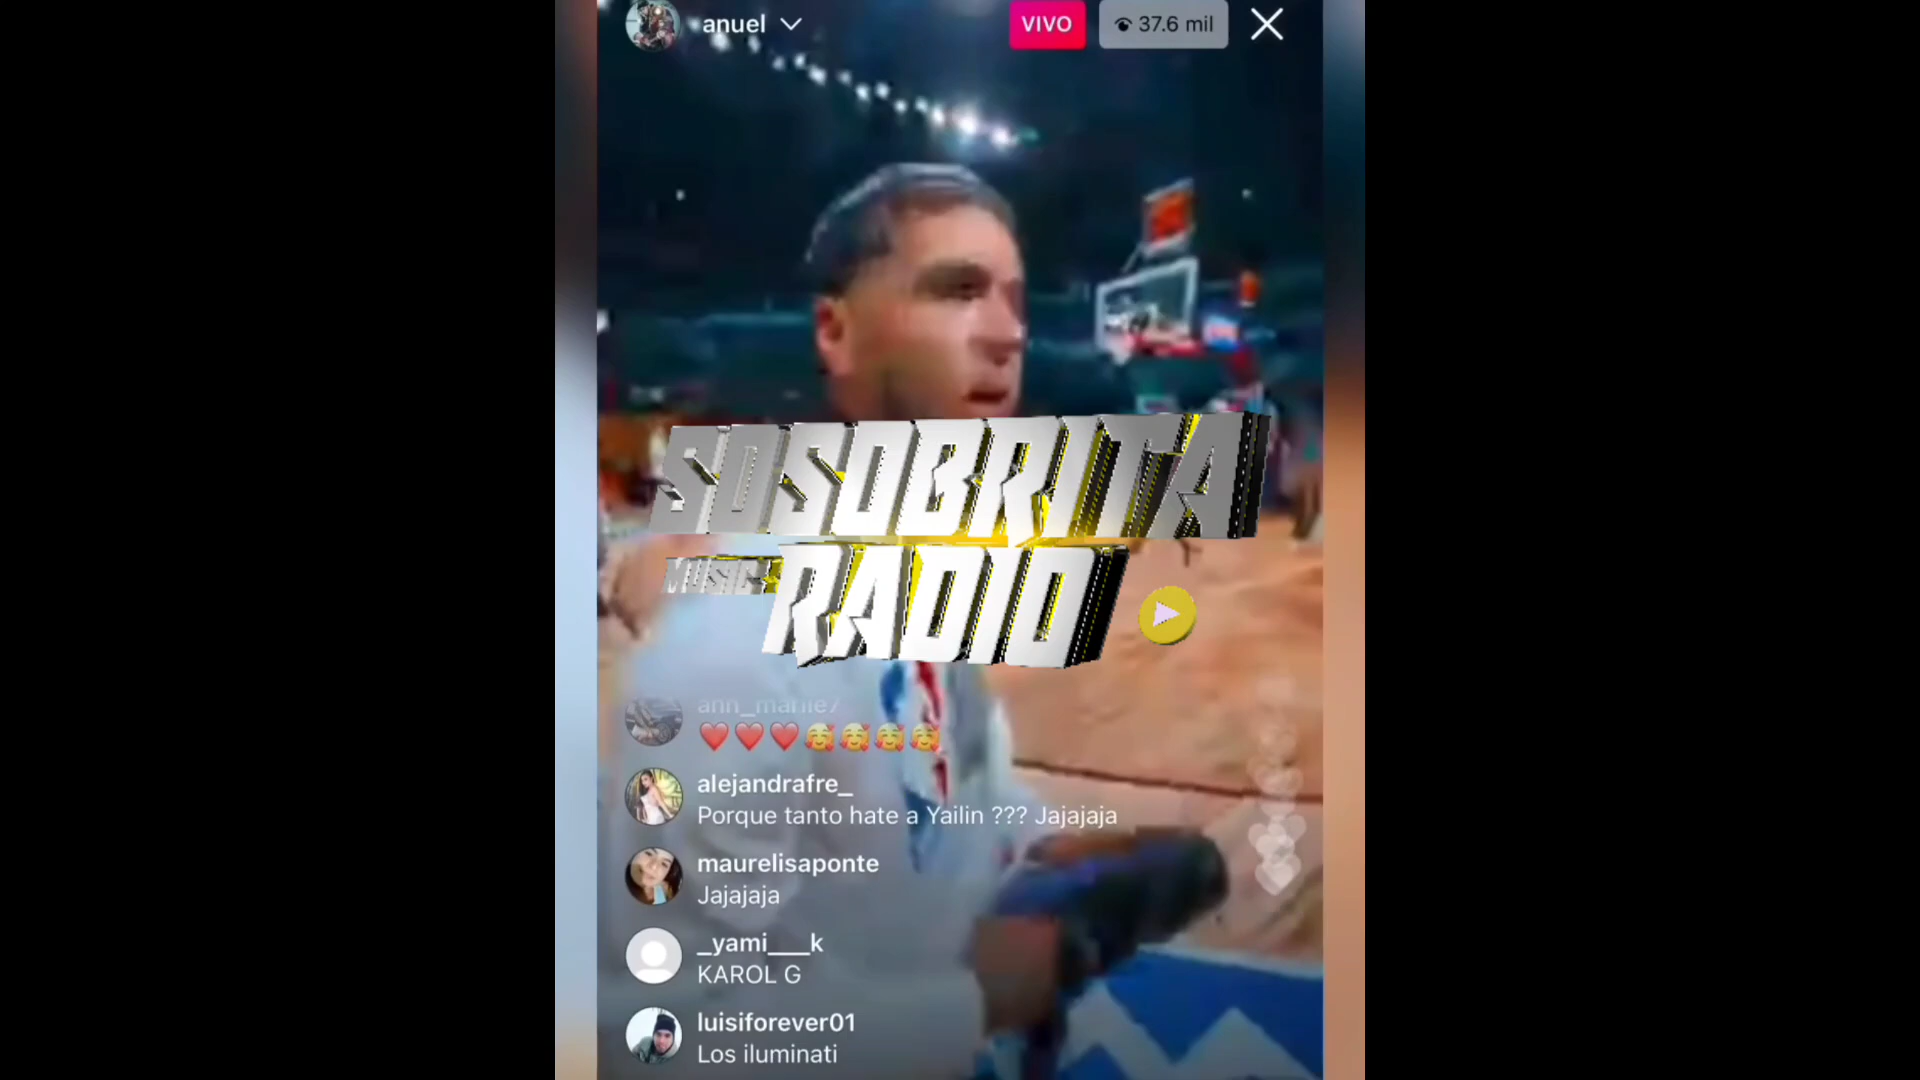 anuel
VIVO
37.6 mil
SOSOBRITA
MUSIC
RADIO
ann_mariie7
❤️❤️❤️🥰🥰🥰🥰
alejandrafre_
Porque tanto hate a Yailin ??? Jajajaja
maurelisaponte
Jajajaja
_yami___k
KAROL G
luisiforever01
Los iluminati